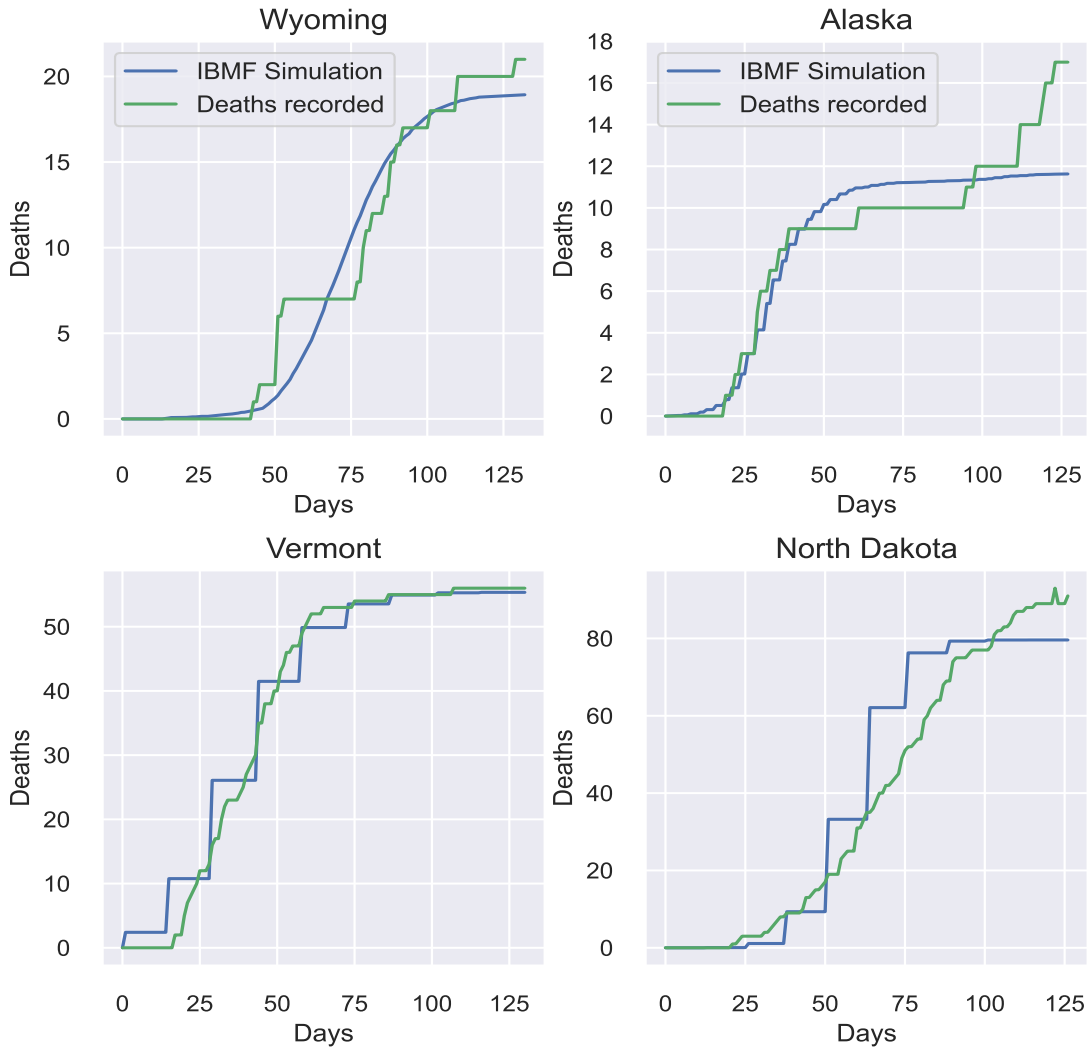 Wyoming
IBMF Simulation
Deaths recorded
20
15
10
5
0
Deaths
0 25 50 75 100 125
Days
Alaska
IBMF Simulation
Deaths recorded
18
16
14
12
10
8
6
4
2
0
Deaths
0 25 50 75 100 125
Days
Vermont
50
40
30
20
10
0
Deaths
0 25 50 75 100 125
Days
North Dakota
80
60
40
20
0
Deaths
0 25 50 75 100 125
Days